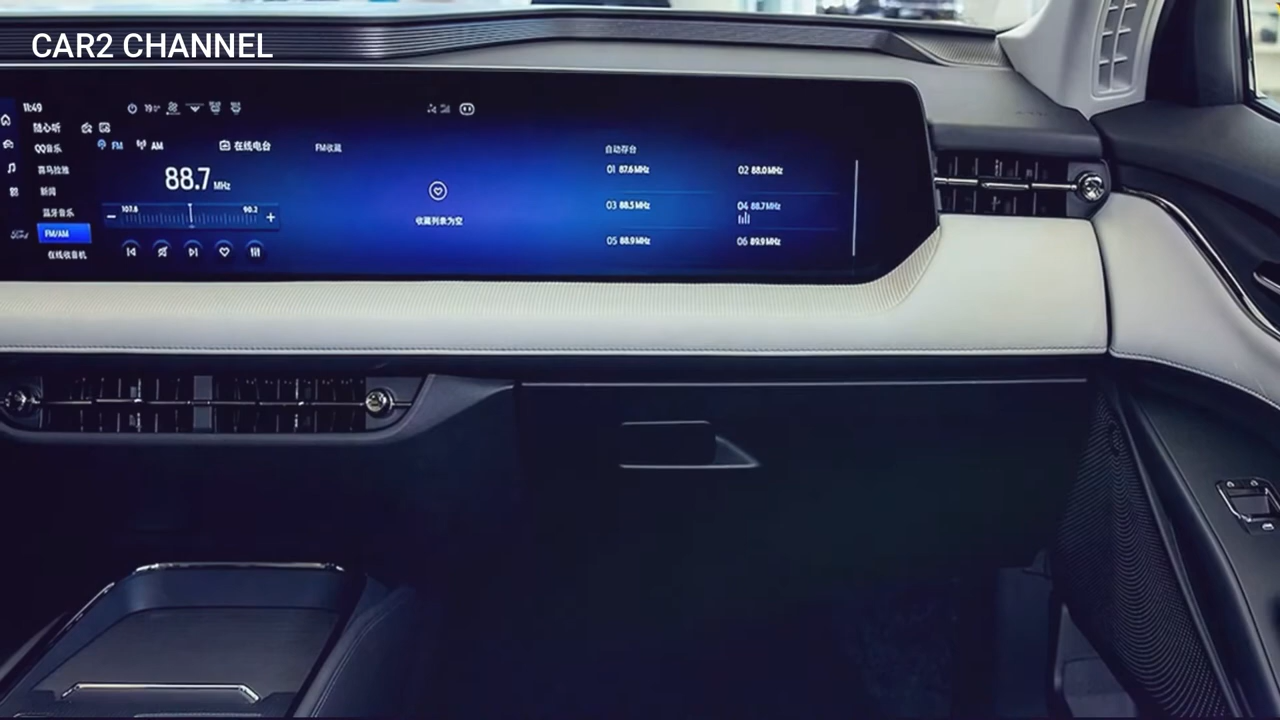 CAR2 CHANNEL
11:49
随心听
QQ音乐
喜马拉雅
新闻
蓝牙音乐
FM/AM
在线收音机
Ford
FM
AM
在线电台
88.7 MHz
107.8
90.2
FM收藏
收藏列表为空
自动存台
01 87.6 MHz
02 88.0 MHz
03 88.5 MHz
04 88.7 MHz
05 88.9 MHz
06 89.9 MHz